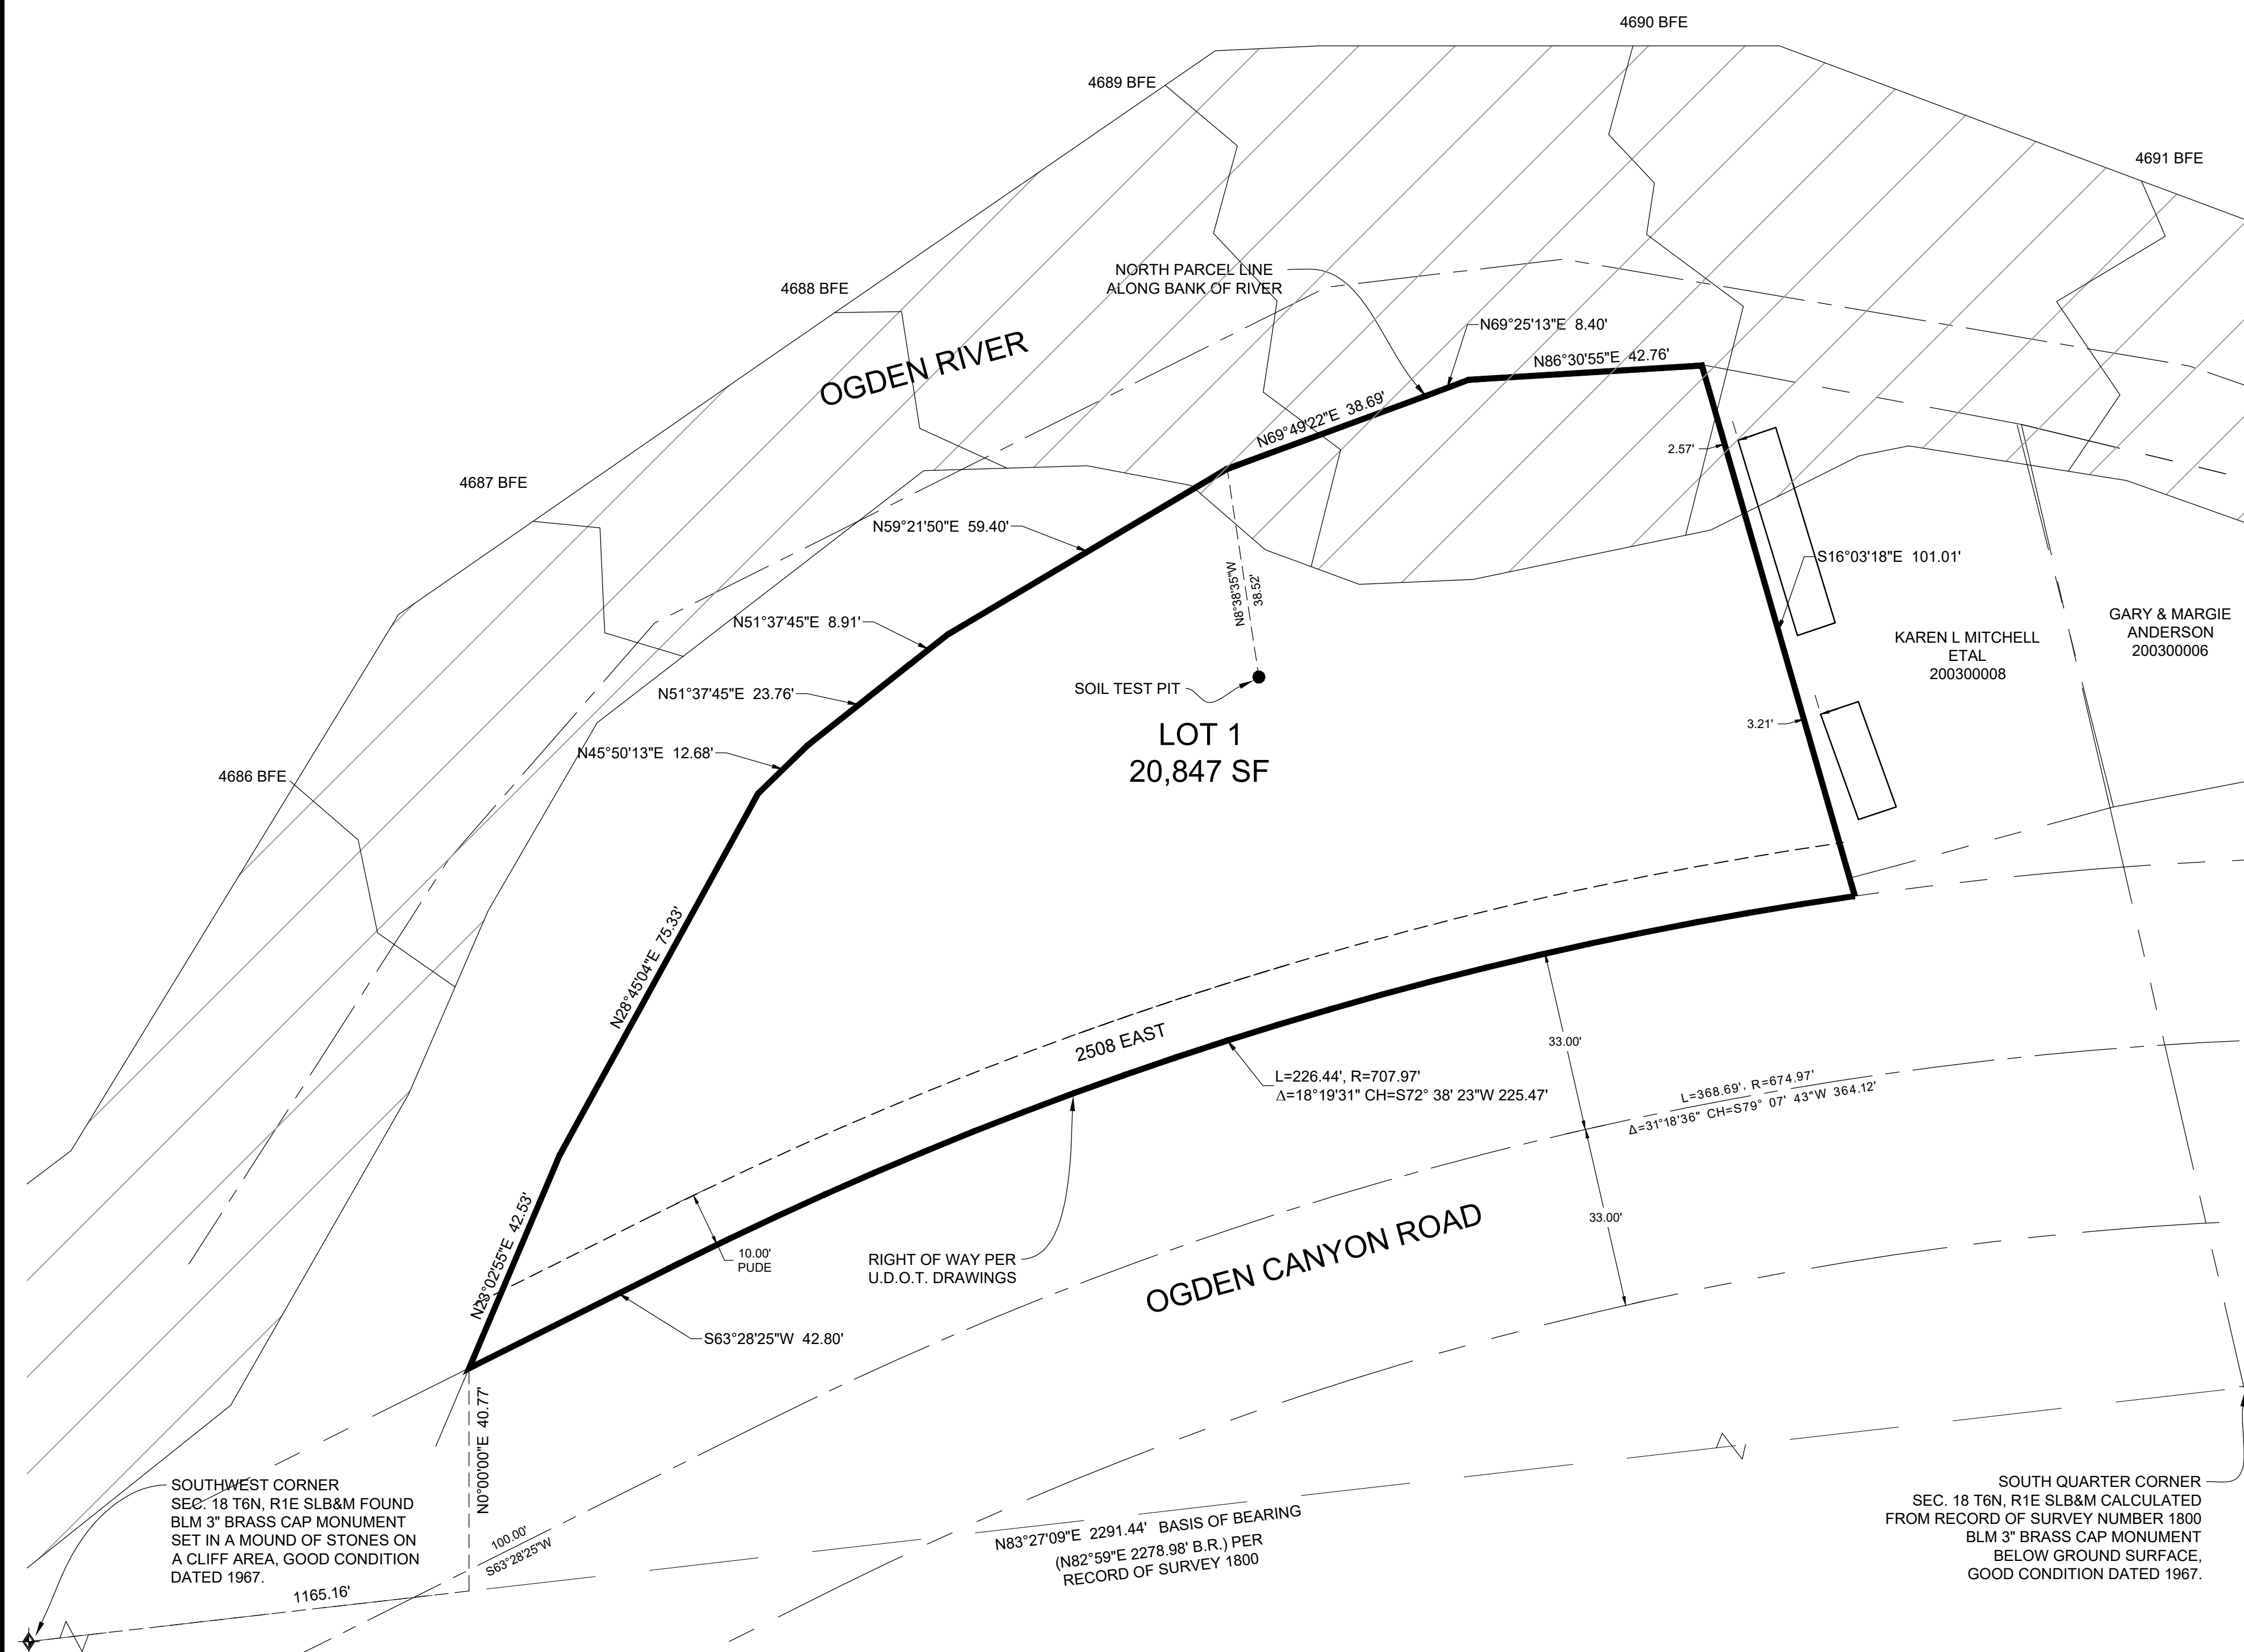 4690 BFE
4689 BFE
4691 BFE
NORTH PARCEL LINE
ALONG BANK OF RIVER
4688 BFE
N69°25'13"E 8.40'
OGDEN RIVER
N86°30'55"E 42.76'
N69°49'22"E 38.69'
2.57'
4687 BFE
N59°21'50"E 59.40'
S16°03'18"E 101.01'
N8°38'35"W
38.52'
N51°37'45"E 8.91'
KAREN L MITCHELL
ETAL
200300008
GARY & MARGIE
ANDERSON
200300006
N51°37'45"E 23.76'
SOIL TEST PIT
LOT 1
20,847 SF
3.21'
N45°50'13"E 12.68'
4686 BFE
N28°45'04"E 75.33'
2508 EAST
33.00'
L=226.44', R=707.97'
Δ=18°19'31" CH=S72° 38' 23"W 225.47'
L=368.69', R=674.97'
Δ=31°18'36" CH=S79° 07' 43"W 364.12'
N23°02'55"E 42.53'
10.00'
PUDE
RIGHT OF WAY PER
U.D.O.T. DRAWINGS
OGDEN CANYON ROAD
33.00'
S63°28'25"W 42.80'
N0°00'00"E 40.77'
SOUTHWEST CORNER
SEC. 18 T6N, R1E SLB&M FOUND
BLM 3" BRASS CAP MONUMENT
SET IN A MOUND OF STONES ON
A CLIFF AREA, GOOD CONDITION
DATED 1967.
100.00'
S63°28'25"W
1165.16'
N83°27'09"E 2291.44' BASIS OF BEARING
(N82°59"E 2278.98' B.R.) PER
RECORD OF SURVEY 1800
SOUTH QUARTER CORNER
SEC. 18 T6N, R1E SLB&M CALCULATED
FROM RECORD OF SURVEY NUMBER 1800
BLM 3" BRASS CAP MONUMENT
BELOW GROUND SURFACE,
GOOD CONDITION DATED 1967.